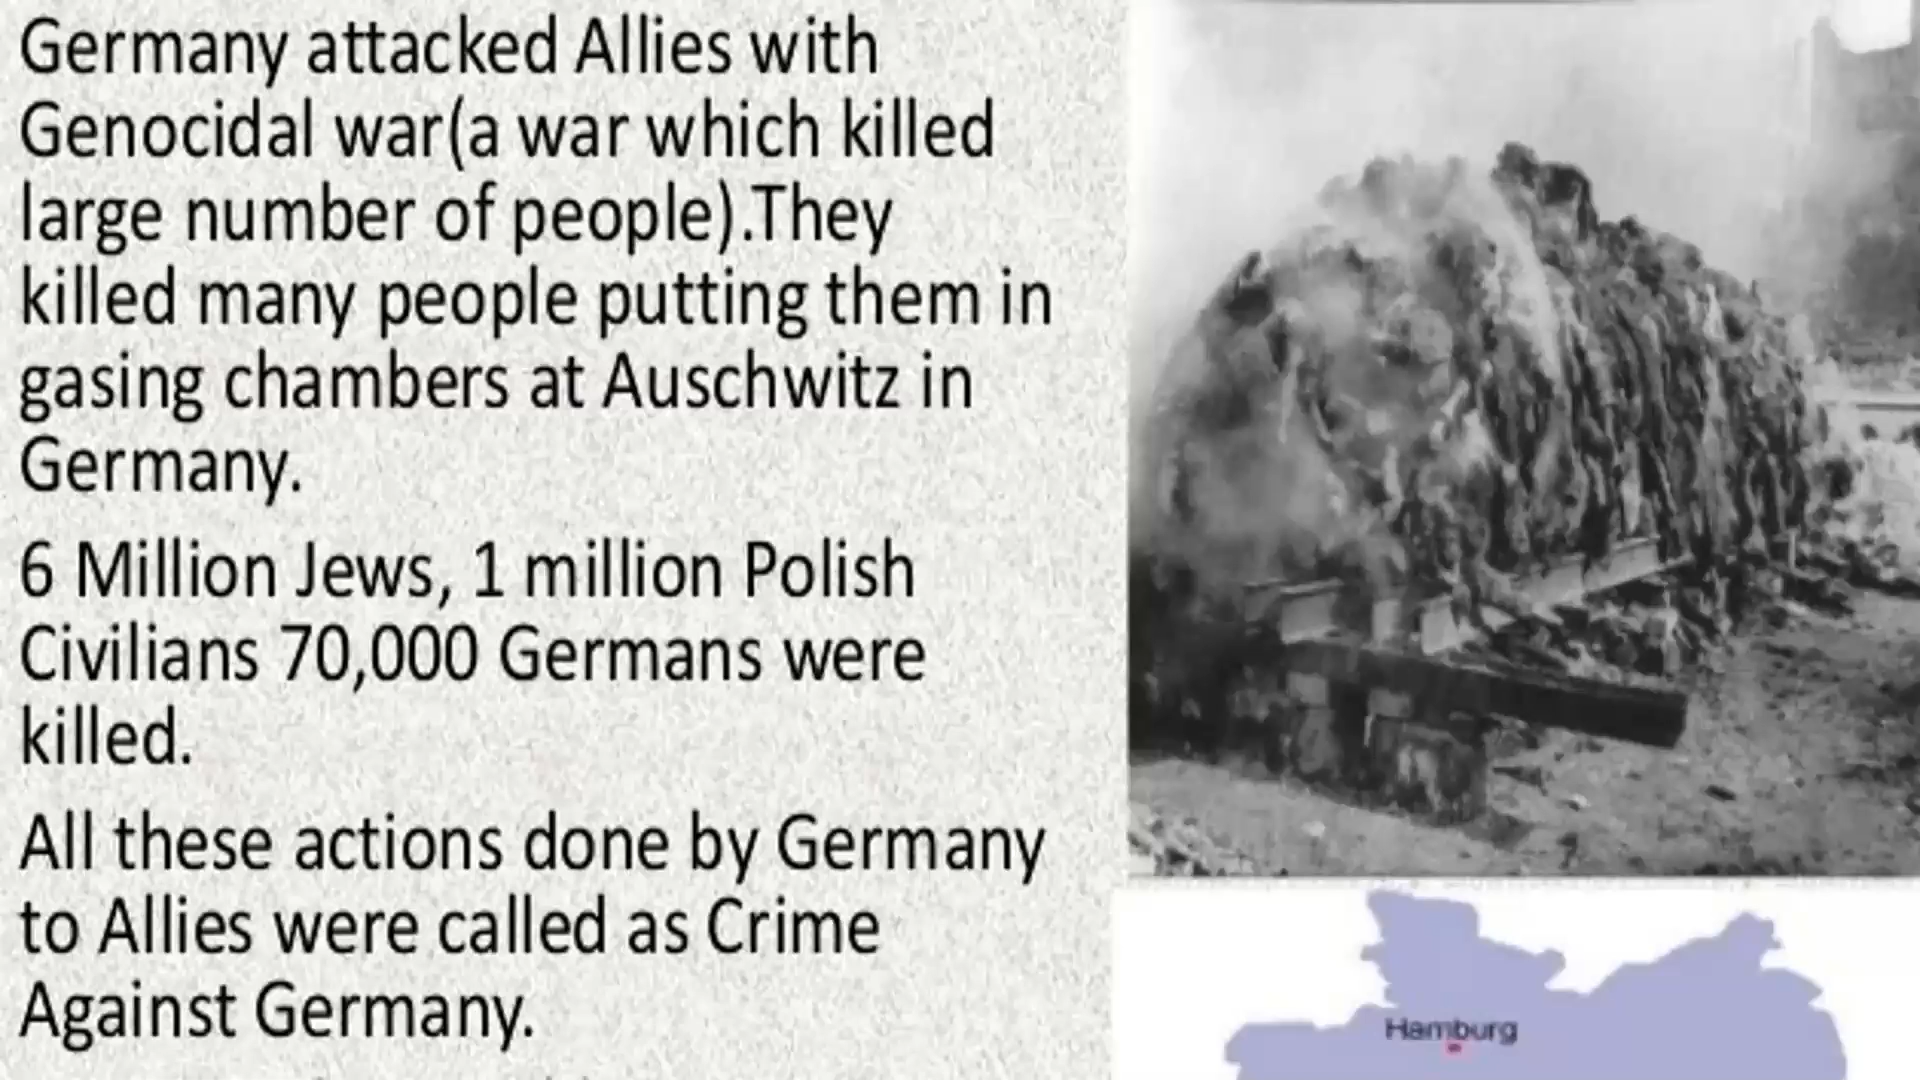 Germany attacked Allies with
Genocidal war(a war which killed
large number of people).They
killed many people putting them in
gasing chambers at Auschwitz in
Germany.
6 Million Jews, 1 million Polish
Civilians 70,000 Germans were
killed.
All these actions done by Germany
to Allies were called as Crime
Against Germany.
Hamburg